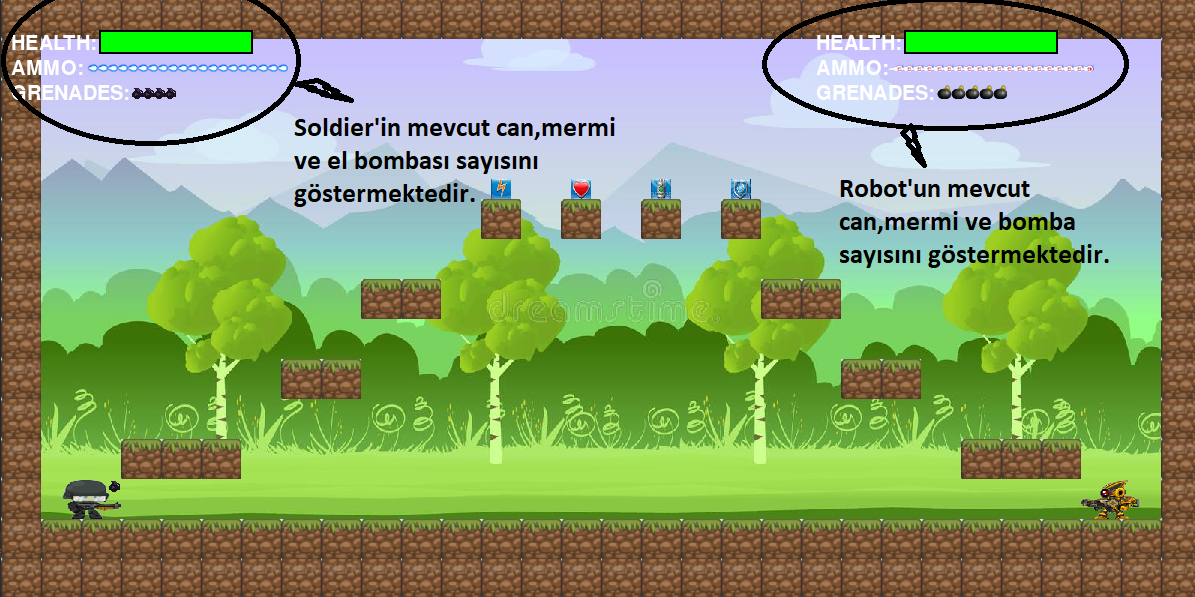 HEALTH:
AMMO:
GRENADES:
HEALTH:
AMMO:
GRENADES:
Soldier'in mevcut can,mermi
ve el bombası sayısını
göstermektedir.
Robot'un mevcut
can,mermi ve bomba
sayısını göstermektedir.
dreamstime.